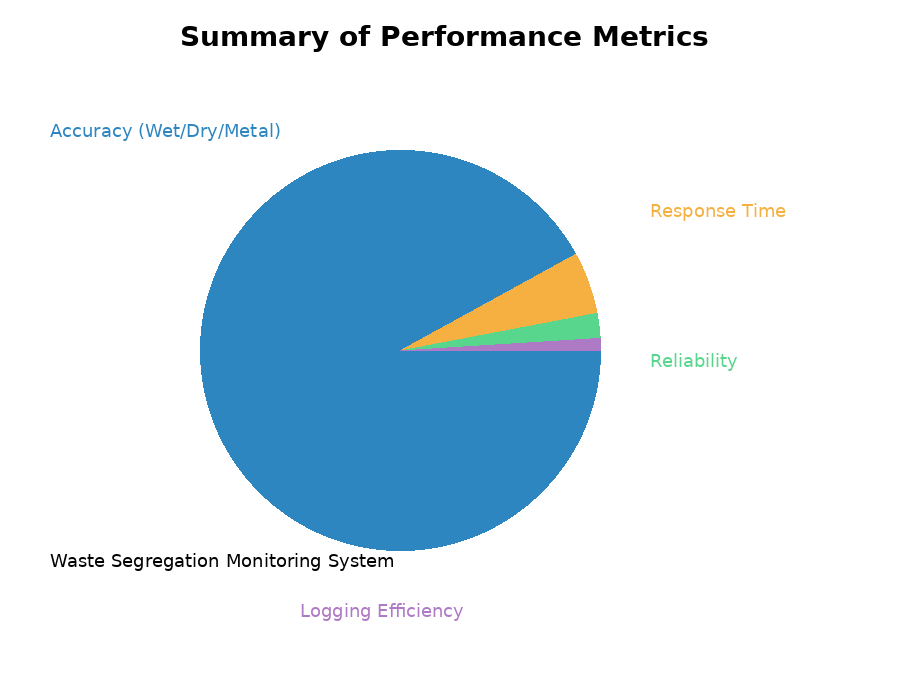 Summary of Performance Metrics
Accuracy (Wet/Dry/Metal)
Response Time
Reliability
Waste Segregation Monitoring System
Logging Efficiency